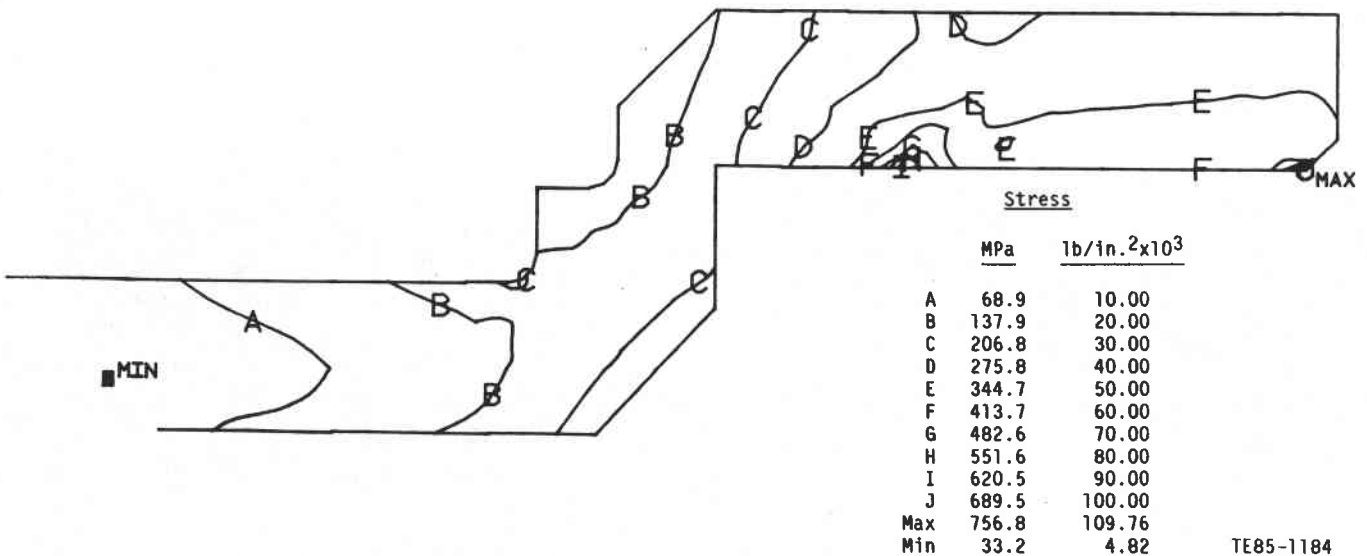 C
D
B
C
E
E
D
E
G
H
E
F
I
F
MAX
B
C
C
B
A
MIN
B
Stress
MPa lb/in.²x10³
A 68.9 10.00
B 137.9 20.00
C 206.8 30.00
D 275.8 40.00
E 344.7 50.00
F 413.7 60.00
G 482.6 70.00
H 551.6 80.00
I 620.5 90.00
J 689.5 100.00
Max 756.8 109.76
Min 33.2 4.82
TE85-1184